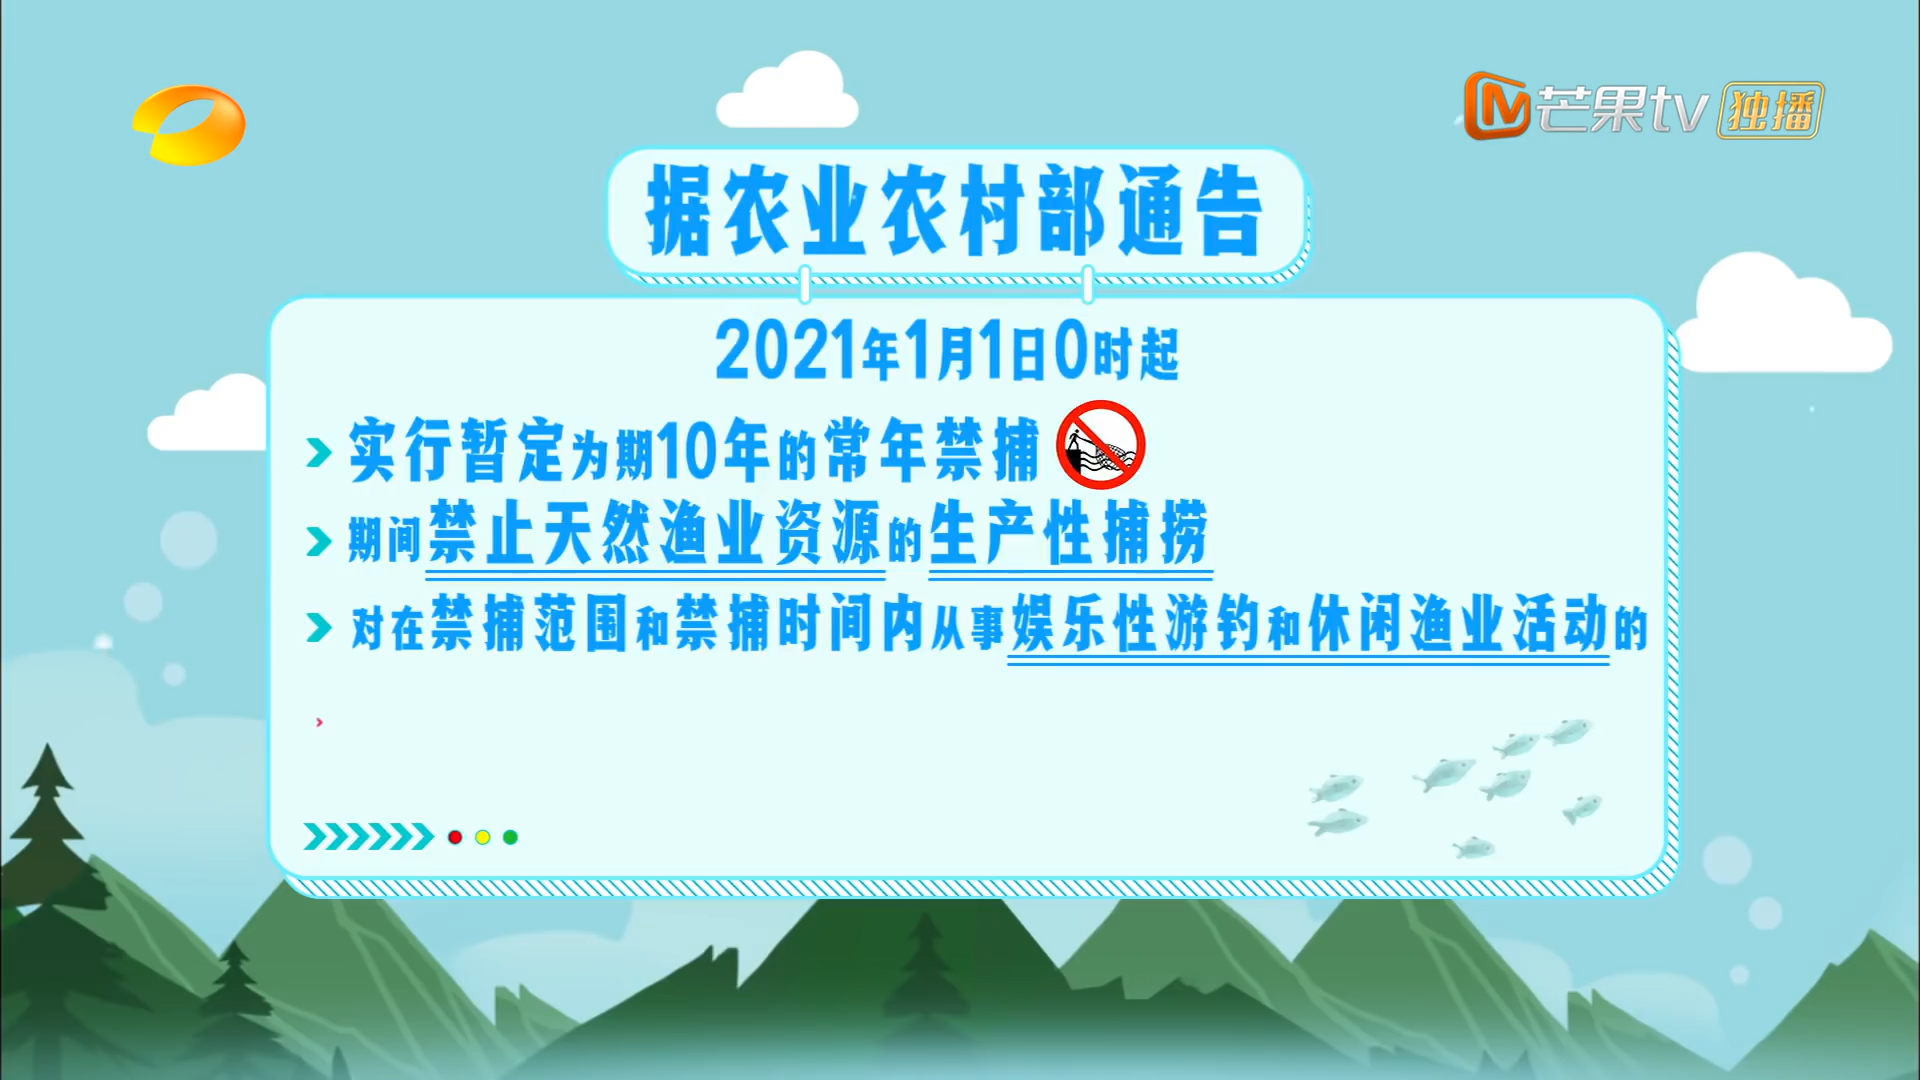 芒果tv 独播
据农业农村部通告
2021年1月1日0时起
实行暂定为期10年的常年禁捕
期间禁止天然渔业资源的生产性捕捞
对在禁捕范围和禁捕时间内从事娱乐性游钓和休闲渔业活动的